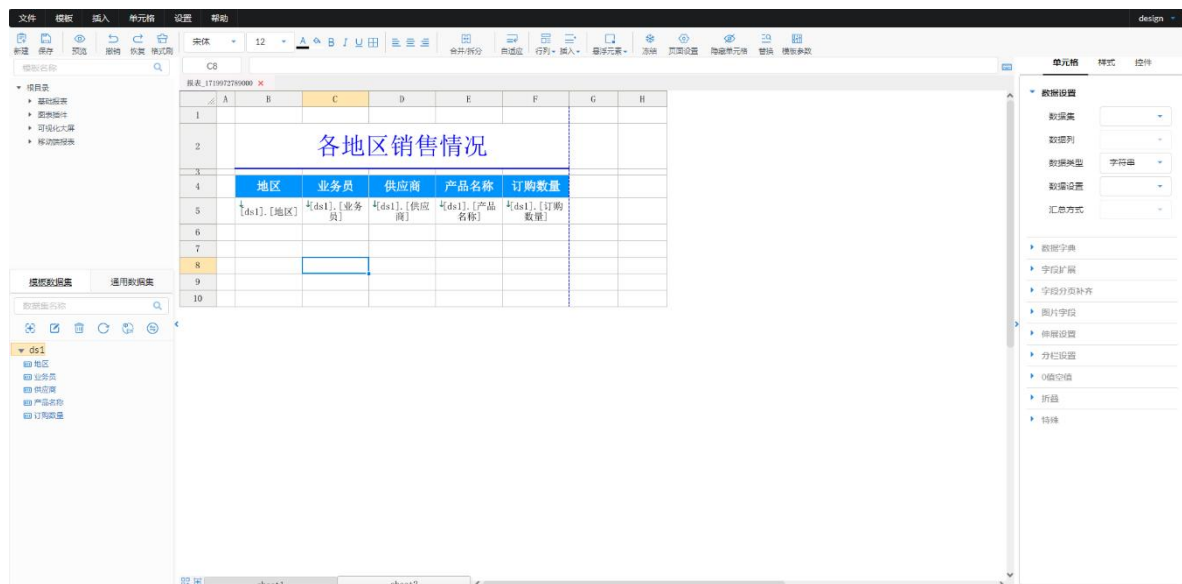 文件 模板 插入 单元格 设置 帮助 design
新建 保存 预览 撤销 恢复 格式刷 宋体 12 A B I U 合并/拆分 自适应 行列 插入 悬浮元素 冻结 页面设置 隐藏单元格 替换 模板参数
模板名称 C8 单元格 样式 控件
报表_1719972789000 ×
根目录
基础报表
图表插件
可视化大屏
移动端报表
A B C D E F G H
1
2 各地区销售情况
3
4 地区 业务员 供应商 产品名称 订购数量
5 [ds1].[地区] [ds1].[业务员] [ds1].[供应商] [ds1].[产品名称] [ds1].[订购数量]
6
7
8
9
10
模板数据集 通用数据集
数据集名称
ds1
地区
业务员
供应商
产品名称
订购数量
数据设置
数据集
数据列
数据类型 字符串
数据设置
汇总方式
数据字典
字段扩展
字段分页补齐
图片字段
伸展设置
分栏设置
0值空值
折叠
特殊